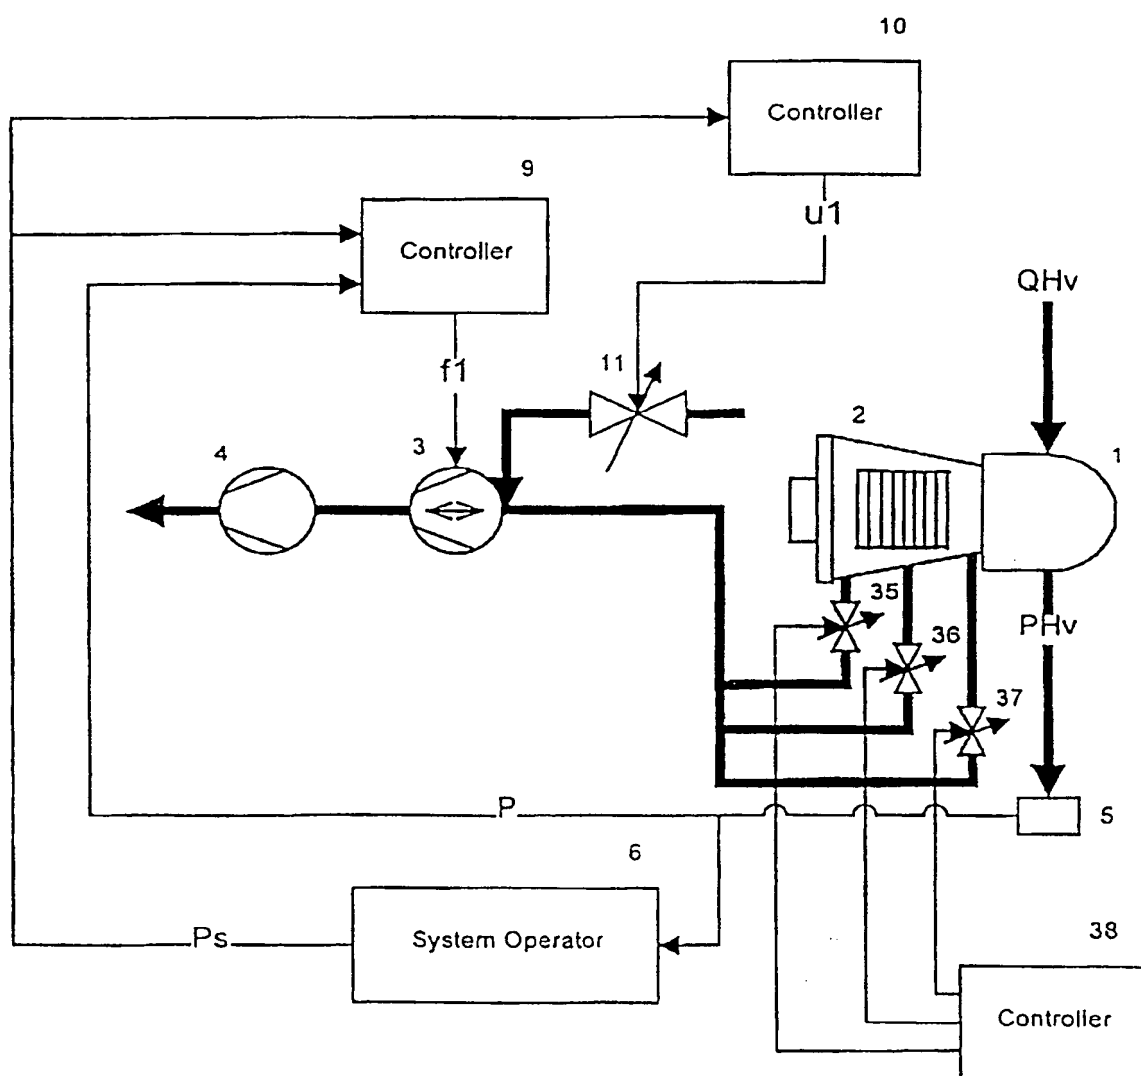 10
Controller
9
u1
Controller
QHv
11
f1
2
3
4
1
35
PHv
36
37
P
5
6
Ps
System Operator
38
Controller